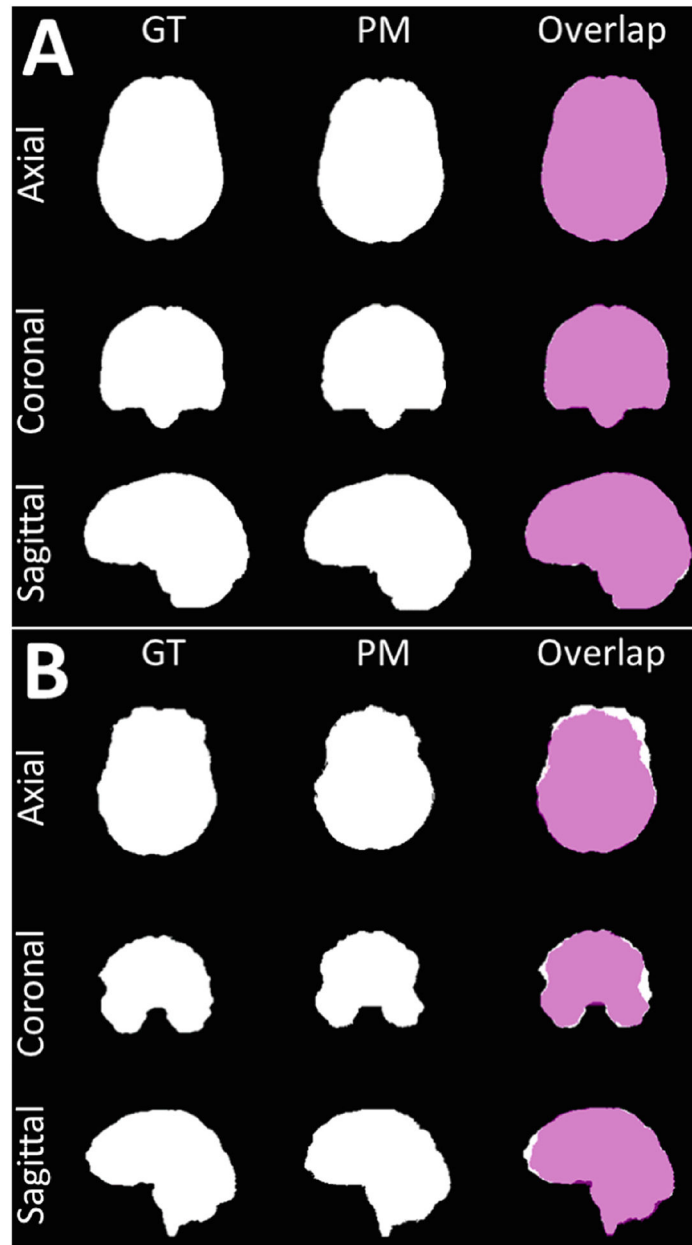 A
GT PM Overlap
Axial
Coronal
Sagittal
B
GT PM Overlap
Axial
Coronal
Sagittal